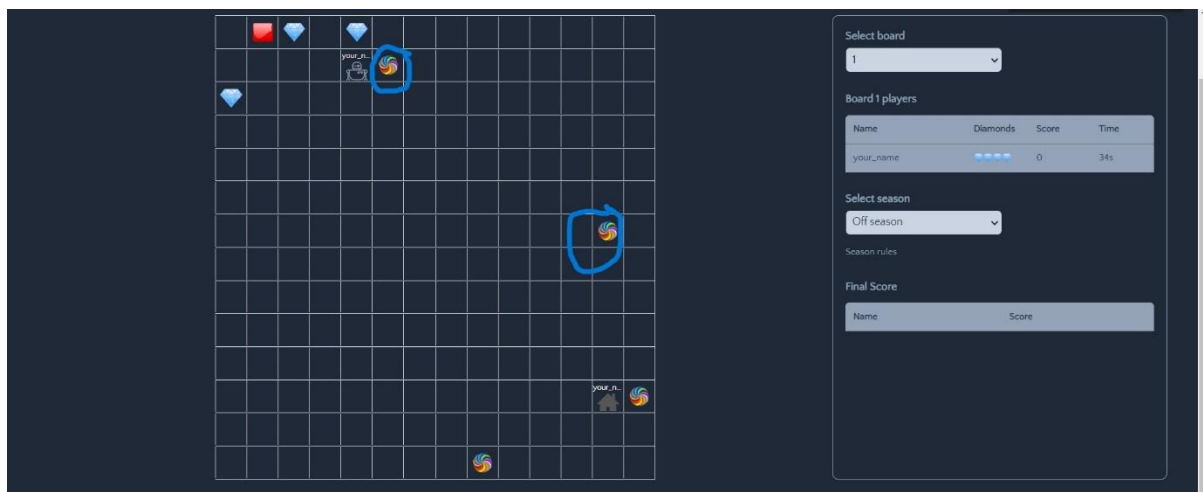 your_n...
your_n...
Select board
1
Board 1 players
Name Diamonds Score Time
your_name 0 34s
Select season
Off season
Season rules
Final Score
Name Score